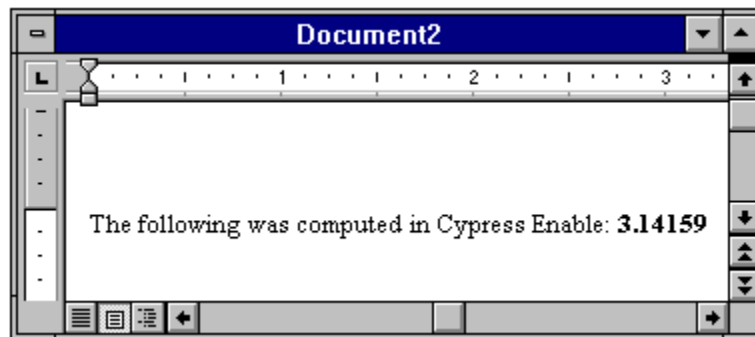 Document2
L 1 2 3
The following was computed in Cypress Enable: 3.14159